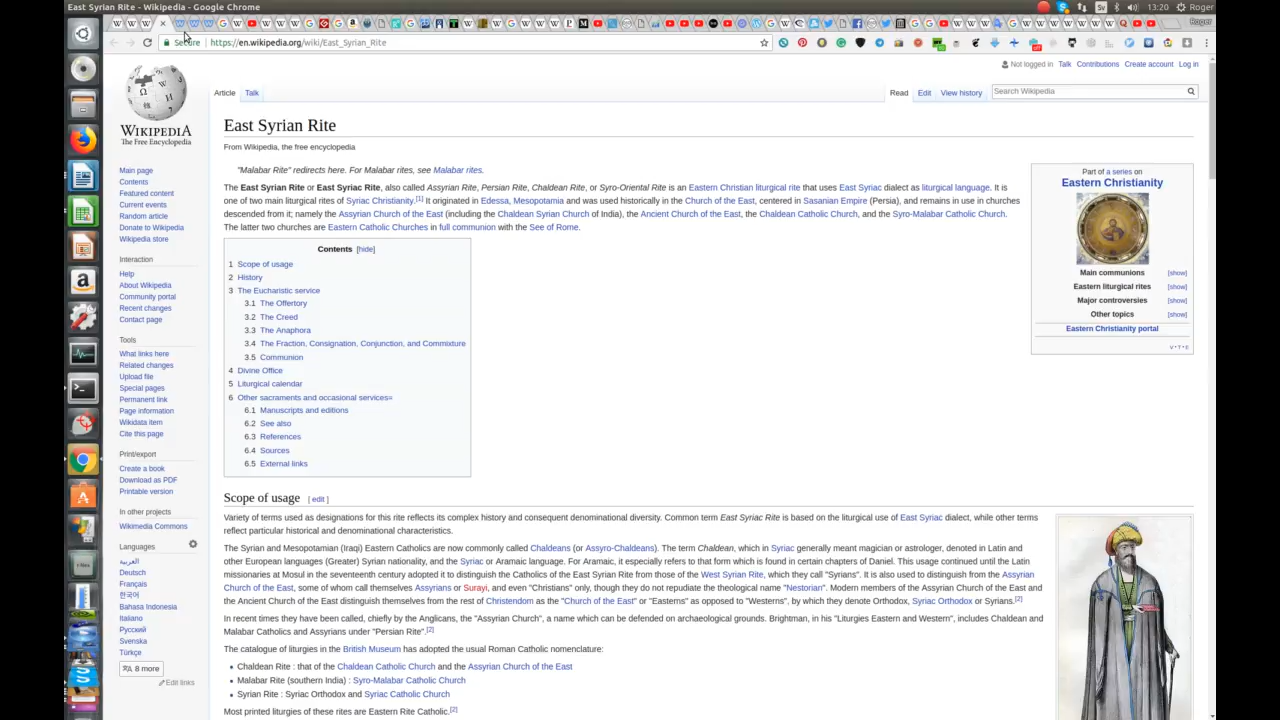 East Syrian Rite - Wikipedia - Google Chrome
Sv
13:20
Roger
Roger
Secure
https://en.wikipedia.org/wiki/East_Syrian_Rite
Not logged in Talk Contributions Create account Log in
Article Talk
Read Edit View history
Search Wikipedia
WIKIPEDIA
The Free Encyclopedia
Main page
Contents
Featured content
Current events
Random article
Donate to Wikipedia
Wikipedia store
Interaction
Help
About Wikipedia
Community portal
Recent changes
Contact page
Tools
What links here
Related changes
Upload file
Special pages
Permanent link
Page information
Wikidata item
Cite this page
Print/export
Create a book
Download as PDF
Printable version
In other projects
Wikimedia Commons
Languages
العربية
Deutsch
Français
한국어
Bahasa Indonesia
Italiano
Русский
Svenska
Türkçe
8 more
Edit links
East Syrian Rite
From Wikipedia, the free encyclopedia
"Malabar Rite" redirects here. For Malabar rites, see Malabar rites.
The East Syrian Rite or East Syriac Rite, also called Assyrian Rite, Persian Rite, Chaldean Rite, or Syro-Oriental Rite is an Eastern Christian liturgical rite that uses East Syriac dialect as liturgical language. It is
one of two main liturgical rites of Syriac Christianity.[1] It originated in Edessa, Mesopotamia and was used historically in the Church of the East, centered in Sasanian Empire (Persia), and remains in use in churches
descended from it; namely the Assyrian Church of the East (including the Chaldean Syrian Church of India), the Ancient Church of the East, the Chaldean Catholic Church, and the Syro-Malabar Catholic Church.
The latter two churches are Eastern Catholic Churches in full communion with the See of Rome.
Contents [hide]
1 Scope of usage
2 History
3 The Eucharistic service
3.1 The Offertory
3.2 The Creed
3.3 The Anaphora
3.4 The Fraction, Consignation, Conjunction, and Commixture
3.5 Communion
4 Divine Office
5 Liturgical calendar
6 Other sacraments and occasional services=
6.1 Manuscripts and editions
6.2 See also
6.3 References
6.4 Sources
6.5 External links
Part of a series on
Eastern Christianity
Main communions [show]
Eastern liturgical rites [show]
Major controversies [show]
Other topics [show]
Eastern Christianity portal
V • T • E
Scope of usage [ edit ]
Variety of terms used as designations for this rite reflects its complex history and consequent denominational diversity. Common term East Syriac Rite is based on the liturgical use of East Syriac dialect, while other terms
reflect particular historical and denominational characteristics.
The Syrian and Mesopotamian (Iraqi) Eastern Catholics are now commonly called Chaldeans (or Assyro-Chaldeans). The term Chaldean, which in Syriac generally meant magician or astrologer, denoted in Latin and
other European languages (Greater) Syrian nationality, and the Syriac or Aramaic language. For Aramaic, it especially refers to that form which is found in certain chapters of Daniel. This usage continued until the Latin
missionaries at Mosul in the seventeenth century adopted it to distinguish the Catholics of the East Syrian Rite from those of the West Syrian Rite, which they call "Syrians". It is also used to distinguish from the Assyrian
Church of the East, some of whom call themselves Assyrians or Surayi, and even "Christians" only, though they do not repudiate the theological name "Nestorian". Modern members of the Assyrian Church of the East and
the Ancient Church of the East distinguish themselves from the rest of Christendom as the "Church of the East" or "Easterns" as opposed to "Westerns", by which they denote Orthodox, Syriac Orthodox or Syrians.[2]
In recent times they have been called, chiefly by the Anglicans, the "Assyrian Church", a name which can be defended on archaeological grounds. Brightman, in his "Liturgies Eastern and Western", includes Chaldean and
Malabar Catholics and Assyrians under "Persian Rite".[2]
The catalogue of liturgies in the British Museum has adopted the usual Roman Catholic nomenclature:
• Chaldean Rite : that of the Chaldean Catholic Church and the Assyrian Church of the East
• Malabar Rite (southern India) : Syro-Malabar Catholic Church
• Syrian Rite : Syriac Orthodox and Syriac Catholic Church
Most printed liturgies of these rites are Eastern Rite Catholic.[2]